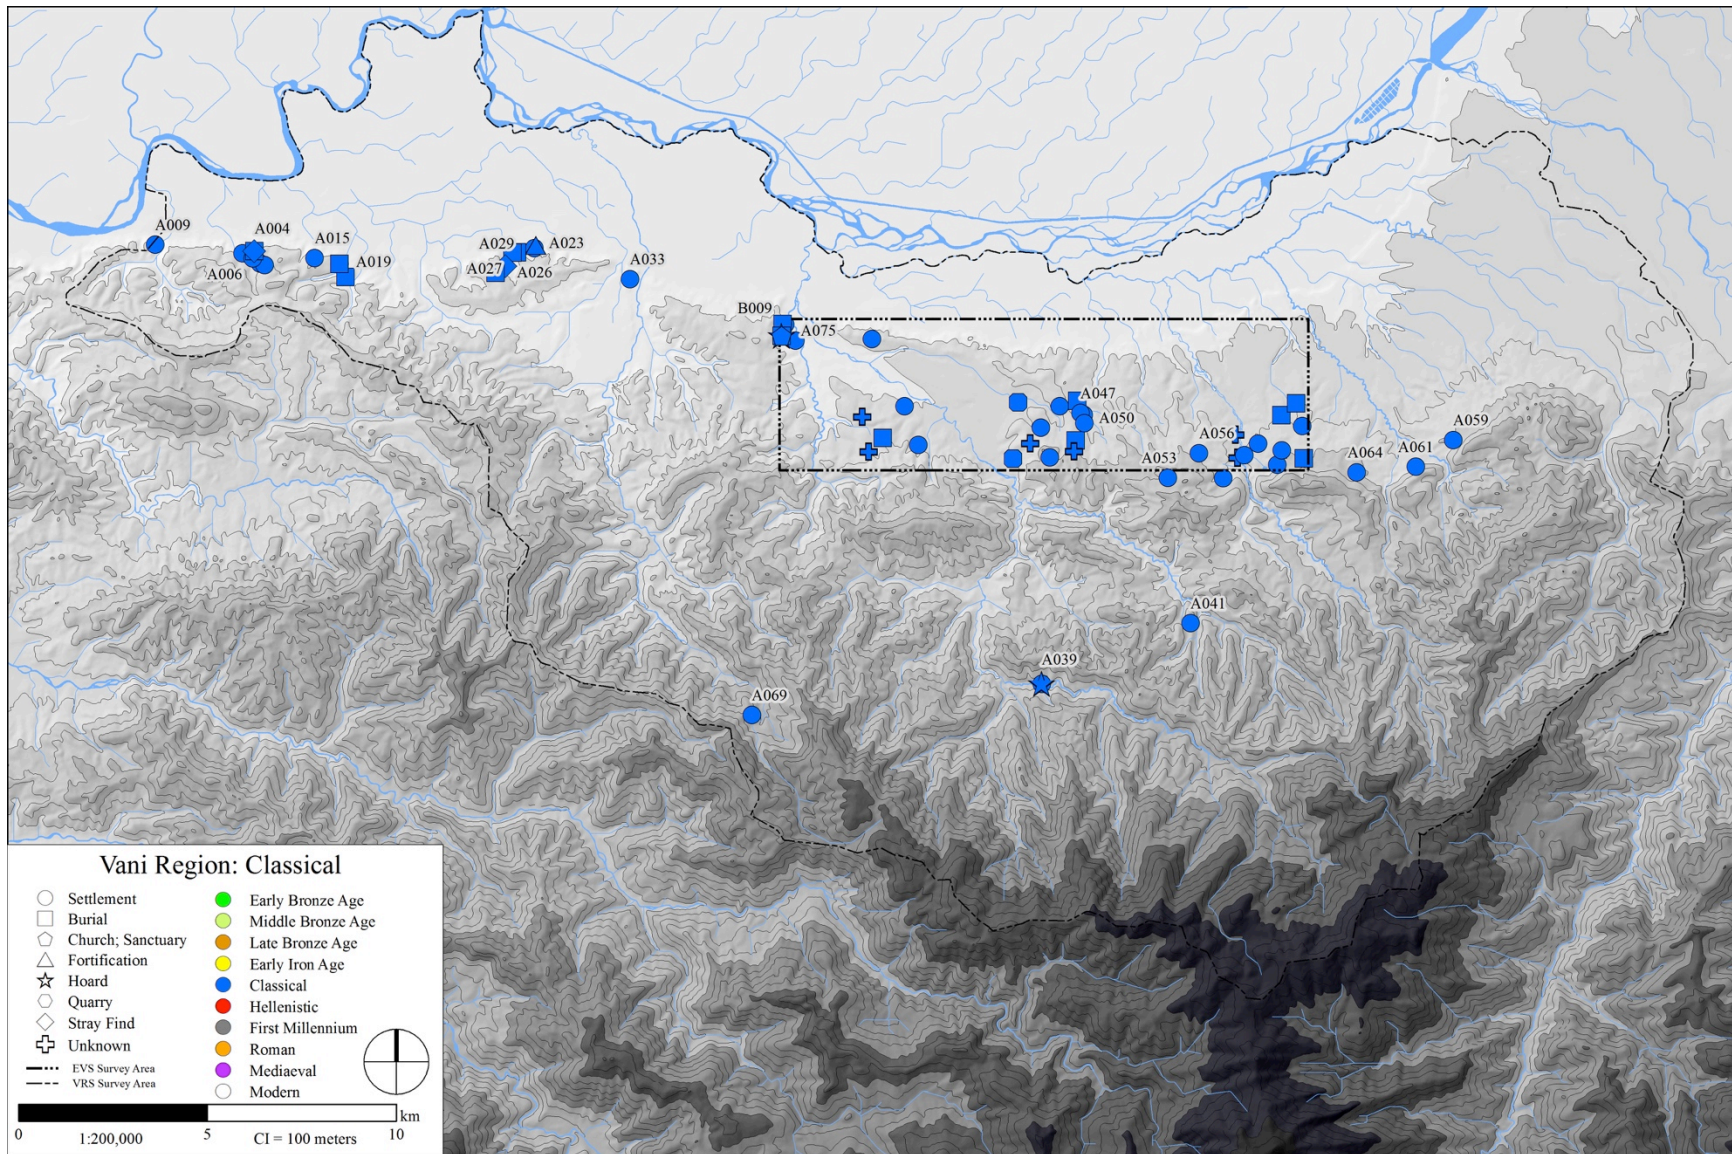 A009
A004
A015
A006
A019
A029
A023
A027
A026
A033
B009
A075
A047
A050
A056
A053
A059
A061
A064
A041
A039
A069
Vani Region: Classical
Settlement
Burial
Church; Sanctuary
Fortification
Hoard
Quarry
Stray Find
Unknown
EVS Survey Area
VRS Survey Area
Early Bronze Age
Middle Bronze Age
Late Bronze Age
Early Iron Age
Classical
Hellenistic
First Millennium
Roman
Mediaeval
Modern
km
0 1:200,000 5 CI = 100 meters 10